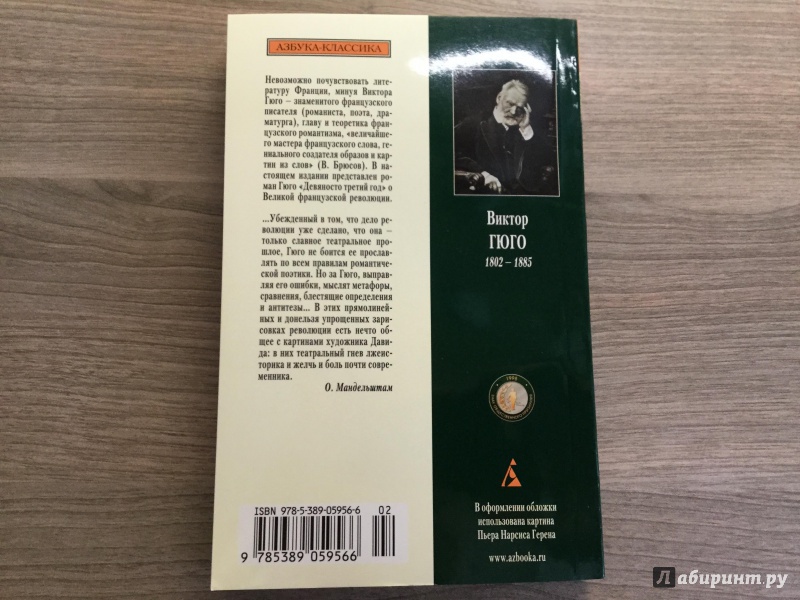 АЗБУКА-КЛАССИКА
Невозможно почувствовать лите-
ратуру Франции, минуя Виктора
Гюго – знаменитого французского
писателя (романиста, поэта, дра-
матурга), главу и теоретика фран-
цузского романтизма, «величайше-
го мастера французского слова, ге-
ниального создателя образов и кар-
тин из слов» (В. Брюсов). В на-
стоящем издании представлен ро-
ман Гюго «Девяносто третий год» о
Великой французской революции.
...Убежденный в том, что дело ре-
волюции уже сделано, что она –
только славное театральное про-
шлое, Гюго не боится ее прослав-
лять по всем правилам романти-
ческой поэтики. Но за Гюго, выправ-
ляя его ошибки, мыслят метафоры,
сравнения, блестящие определения
и антитезы... В этих прямолиней-
ных и донельзя упрощенных зари-
совках революции есть нечто об-
щее с картинами художника Дави-
да: в них театральный гнев лжеис-
торика и желчь и боль почти совре-
менника.
О. Мандельштам
ISBN 978-5-389-05956-6
02
9 785389 059566
Виктор
ГЮГО
1802 – 1885
В оформлении обложки
использована картина
Пьера Нарсиса Герена
www.azbooka.ru
Лабиринт.ру